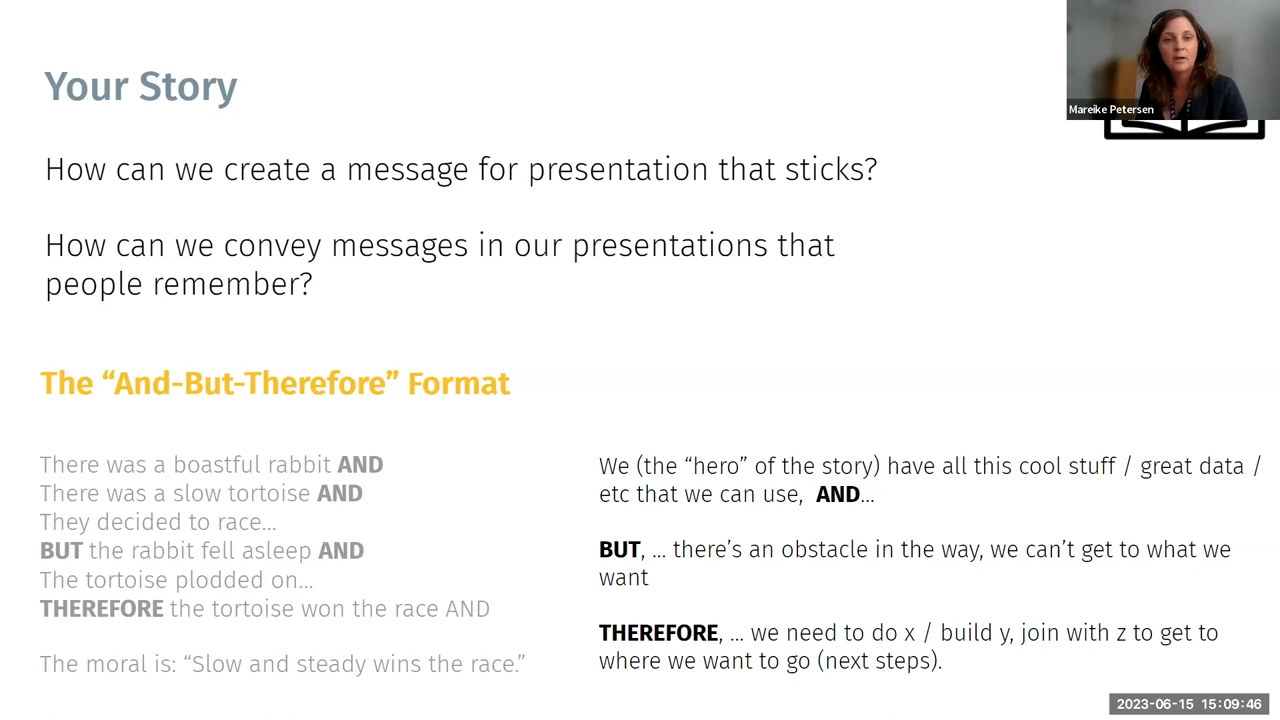 Your Story
Mareike Petersen
How can we create a message for presentation that sticks?
How can we convey messages in our presentations that
people remember?
The “And-But-Therefore” Format
There was a boastful rabbit AND
There was a slow tortoise AND
They decided to race…
BUT the rabbit fell asleep AND
The tortoise plodded on…
THEREFORE the tortoise won the race AND
The moral is: “Slow and steady wins the race.”
We (the “hero” of the story) have all this cool stuff / great data /
etc that we can use, AND…
BUT, … there’s an obstacle in the way, we can’t get to what we
want
THEREFORE, … we need to do x / build y, join with z to get to
where we want to go (next steps).
2023-06-15 15:09:46